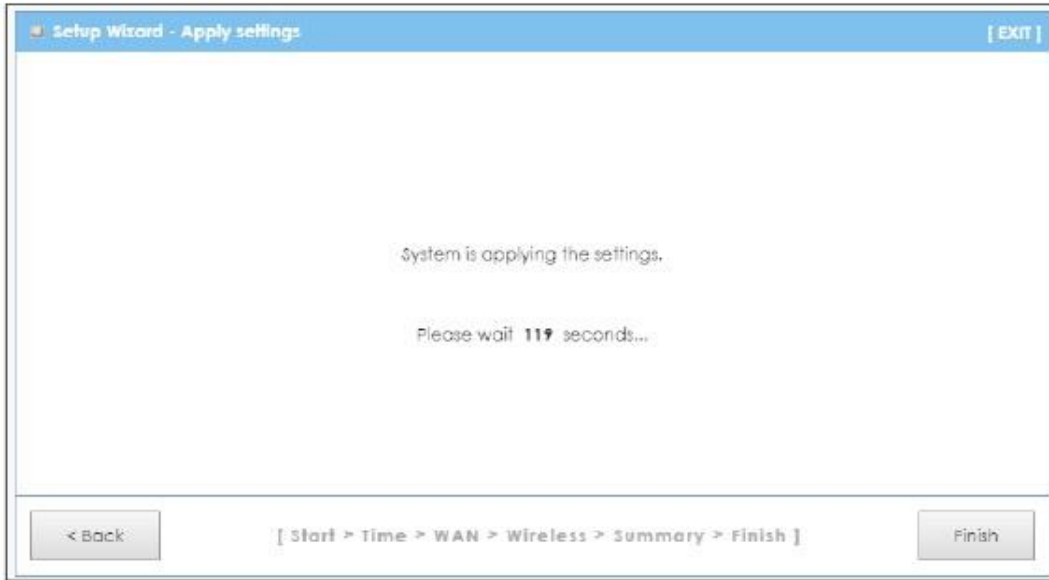 Setup Wizard - Apply settings [ EXIT ]
System is applying the settings.
Please wait 119 seconds...
< Back [ Start > Time > WAN > Wireless > Summary > Finish ] Finish